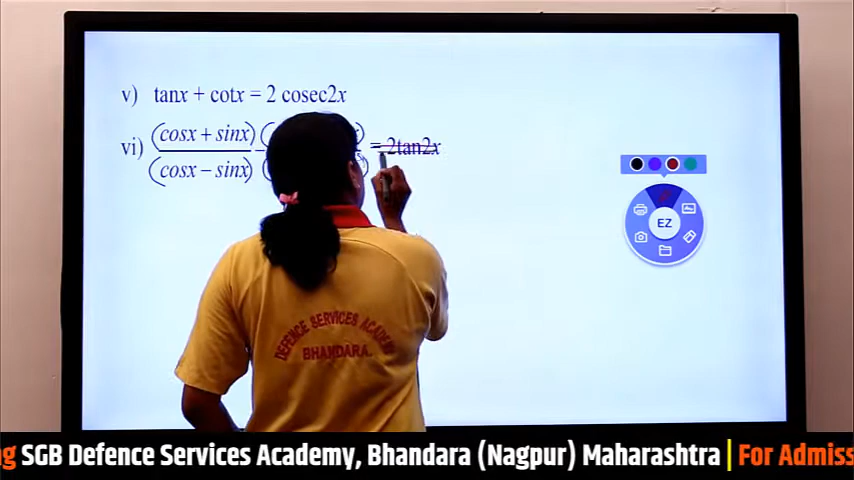 v) tanx + cotx = 2 cosec2x
vi) (cosx + sinx) ( x)
= 2tan2x
(cosx − sinx) (
EZ
DEFENCE SERVICES ACADEMY
BHANDARA.
SGB Defence Services Academy, Bhandara (Nagpur) Maharashtra | For Admiss